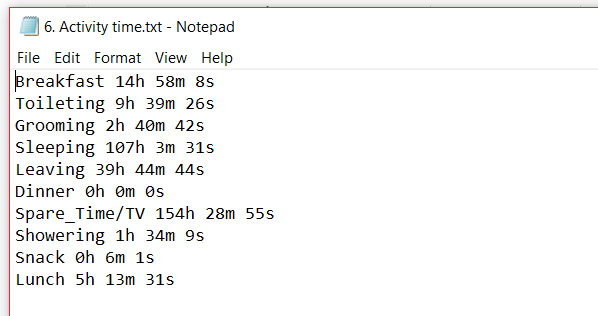 6. Activity time.txt - Notepad
File Edit Format View Help
Breakfast 14h 58m 8s
Toileting 9h 39m 26s
Grooming 2h 40m 42s
Sleeping 107h 3m 31s
Leaving 39h 44m 44s
Dinner 0h 0m 0s
Spare_Time/TV 154h 28m 55s
Showering 1h 34m 9s
Snack 0h 6m 1s
Lunch 5h 13m 31s